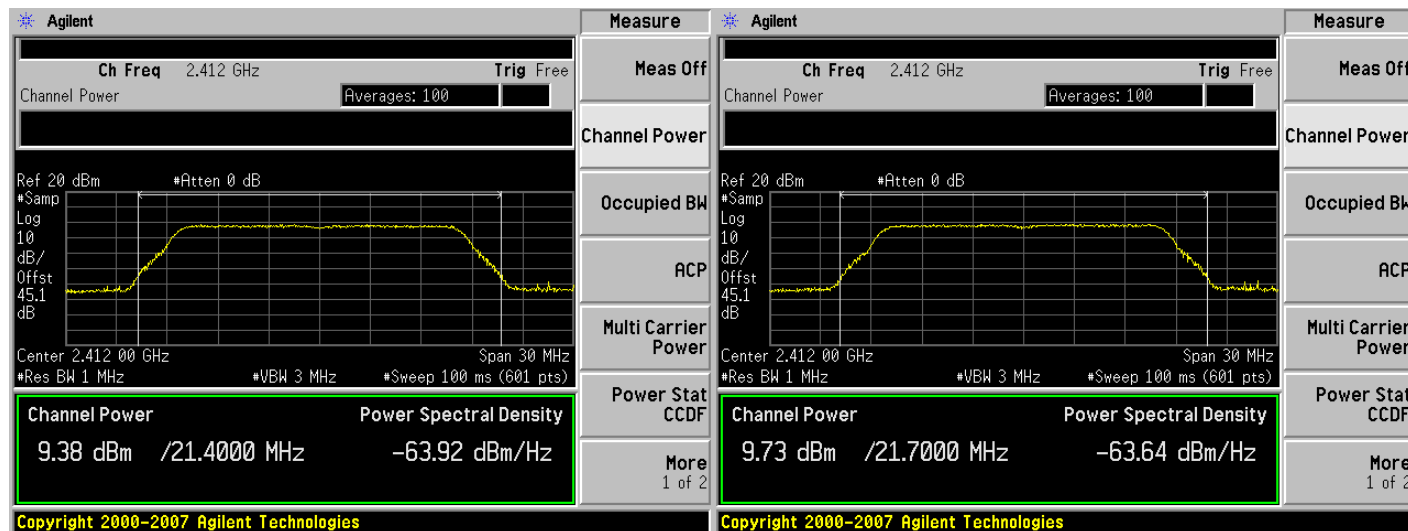 Agilent
Measure
Ch Freq 2.412 GHz Trig Free
Channel Power Averages: 100
Ref 20 dBm #Atten 0 dB
#Samp
Log
10
dB/
Offst
45.1
dB
Center 2.412 00 GHz Span 30 MHz
#Res BW 1 MHz #VBW 3 MHz #Sweep 100 ms (601 pts)
Channel Power Power Spectral Density
9.38 dBm /21.4000 MHz -63.92 dBm/Hz
Meas Off
Channel Power
Occupied BW
ACP
Multi Carrier
Power
Power Stat
CCDF
More
1 of 2
Copyright 2000-2007 Agilent Technologies
Agilent
Measure
Ch Freq 2.412 GHz Trig Free
Channel Power Averages: 100
Ref 20 dBm #Atten 0 dB
#Samp
Log
10
dB/
Offst
45.1
dB
Center 2.412 00 GHz Span 30 MHz
#Res BW 1 MHz #VBW 3 MHz #Sweep 100 ms (601 pts)
Channel Power Power Spectral Density
9.73 dBm /21.7000 MHz -63.64 dBm/Hz
Meas Off
Channel Power
Occupied BW
ACP
Multi Carrier
Power
Power Stat
CCDF
More
1 of 2
Copyright 2000-2007 Agilent Technologies